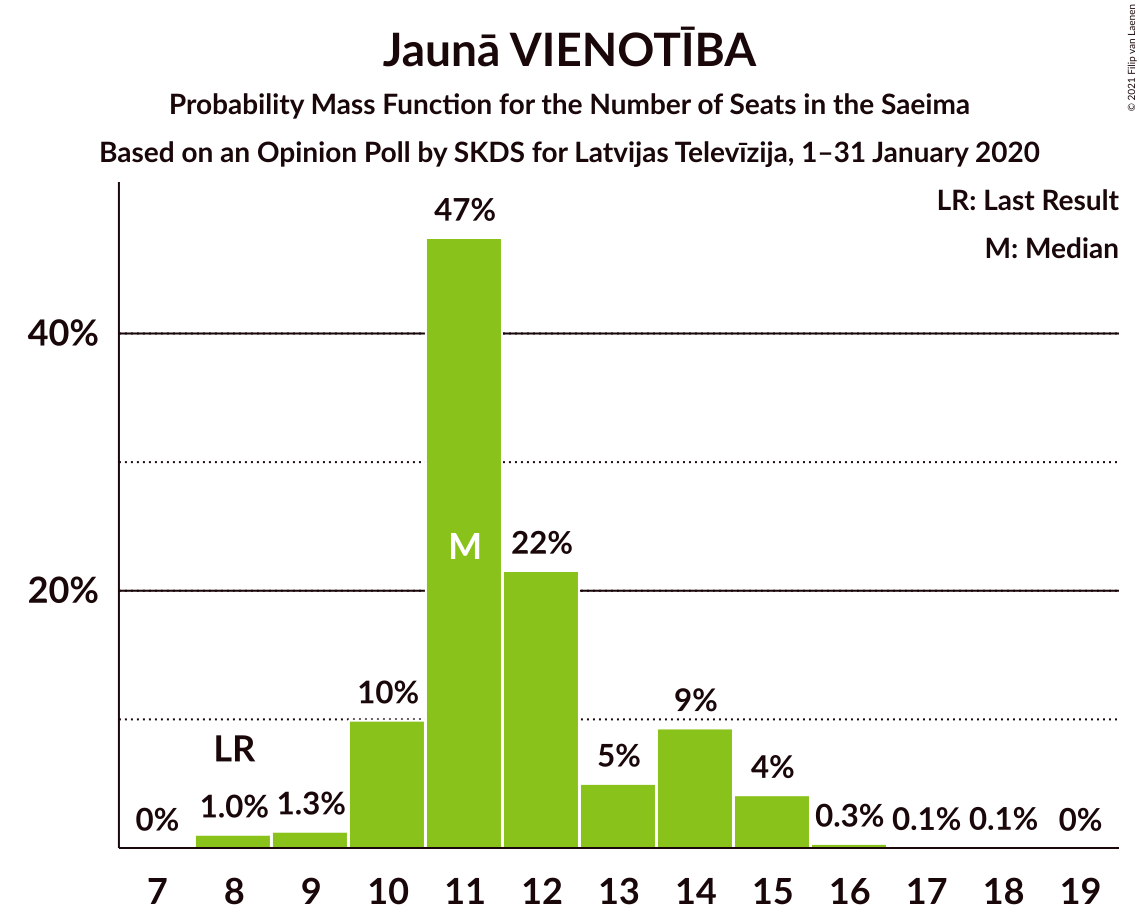 Jaunā VIENOTĪBA
Probability Mass Function for the Number of Seats in the Saeima
Based on an Opinion Poll by SKDS for Latvijas Televīzija, 1–31 January 2020
© 2021 Filip van Laenen
LR: Last Result
M: Median
40%
20%
0%
1.0%
1.3%
10%
47%
22%
5%
9%
4%
0.3%
0.1%
0.1%
0%
LR
M
7 8 9 10 11 12 13 14 15 16 17 18 19